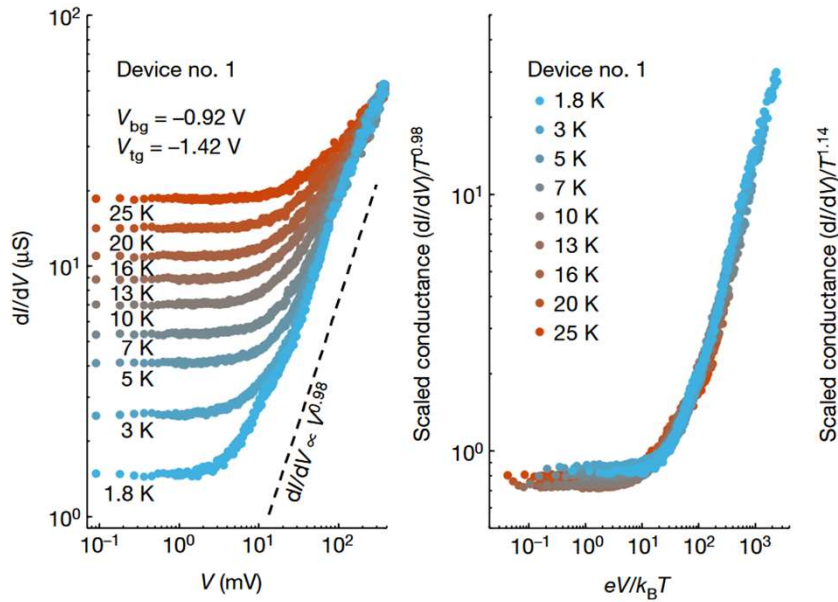 10²
10¹
10⁰
dI/dV (μS)
Device no. 1
V_bg = –0.92 V
V_tg = –1.42 V
25 K
20 K
16 K
13 K
10 K
7 K
5 K
3 K
1.8 K
dI/dV ∝ V^0.98
10⁻¹ 10⁰ 10¹ 10²
V (mV)
Scaled conductance (dI/dV)/T^0.98
10¹
10⁰
Device no. 1
1.8 K
3 K
5 K
7 K
10 K
13 K
16 K
20 K
25 K
10⁻¹ 10⁰ 10¹ 10² 10³
eV/k_BT
Scaled conductance (dI/dV)/T^1.14